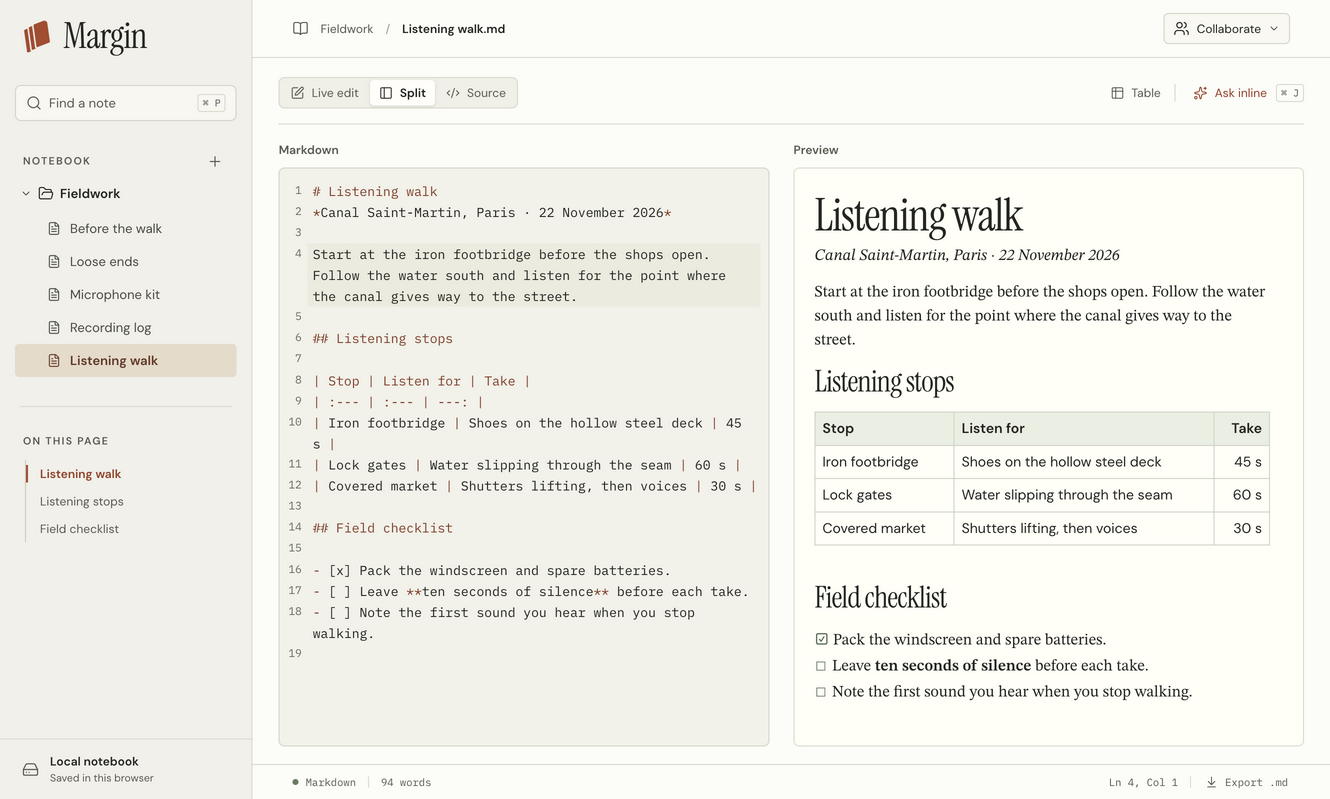 Margin
Find a note ⌘ P
NOTEBOOK
Fieldwork
Before the walk
Loose ends
Microphone kit
Recording log
Listening walk
ON THIS PAGE
Listening walk
Listening stops
Field checklist
Local notebook
Saved in this browser
Fieldwork / Listening walk.md
Collaborate
Live edit Split Source
Table Ask inline ⌘ J
Markdown
1 # Listening walk
2 *Canal Saint-Martin, Paris · 22 November 2026*
3
4 Start at the iron footbridge before the shops open.
Follow the water south and listen for the point where
the canal gives way to the street.
5
6 ## Listening stops
7
8 | Stop | Listen for | Take |
9 | :--- | :--- | ---: |
10 | Iron footbridge | Shoes on the hollow steel deck | 45
s |
11 | Lock gates | Water slipping through the seam | 60 s |
12 | Covered market | Shutters lifting, then voices | 30 s |
13
14 ## Field checklist
15
16 - [x] Pack the windscreen and spare batteries.
17 - [ ] Leave **ten seconds of silence** before each take.
18 - [ ] Note the first sound you hear when you stop
walking.
19
Preview
Listening walk
Canal Saint-Martin, Paris · 22 November 2026
Start at the iron footbridge before the shops open. Follow the water
south and listen for the point where the canal gives way to the
street.
Listening stops
Stop Listen for Take
Iron footbridge Shoes on the hollow steel deck 45 s
Lock gates Water slipping through the seam 60 s
Covered market Shutters lifting, then voices 30 s
Field checklist
Pack the windscreen and spare batteries.
Leave ten seconds of silence before each take.
Note the first sound you hear when you stop walking.
Markdown 94 words
Ln 4, Col 1 Export .md